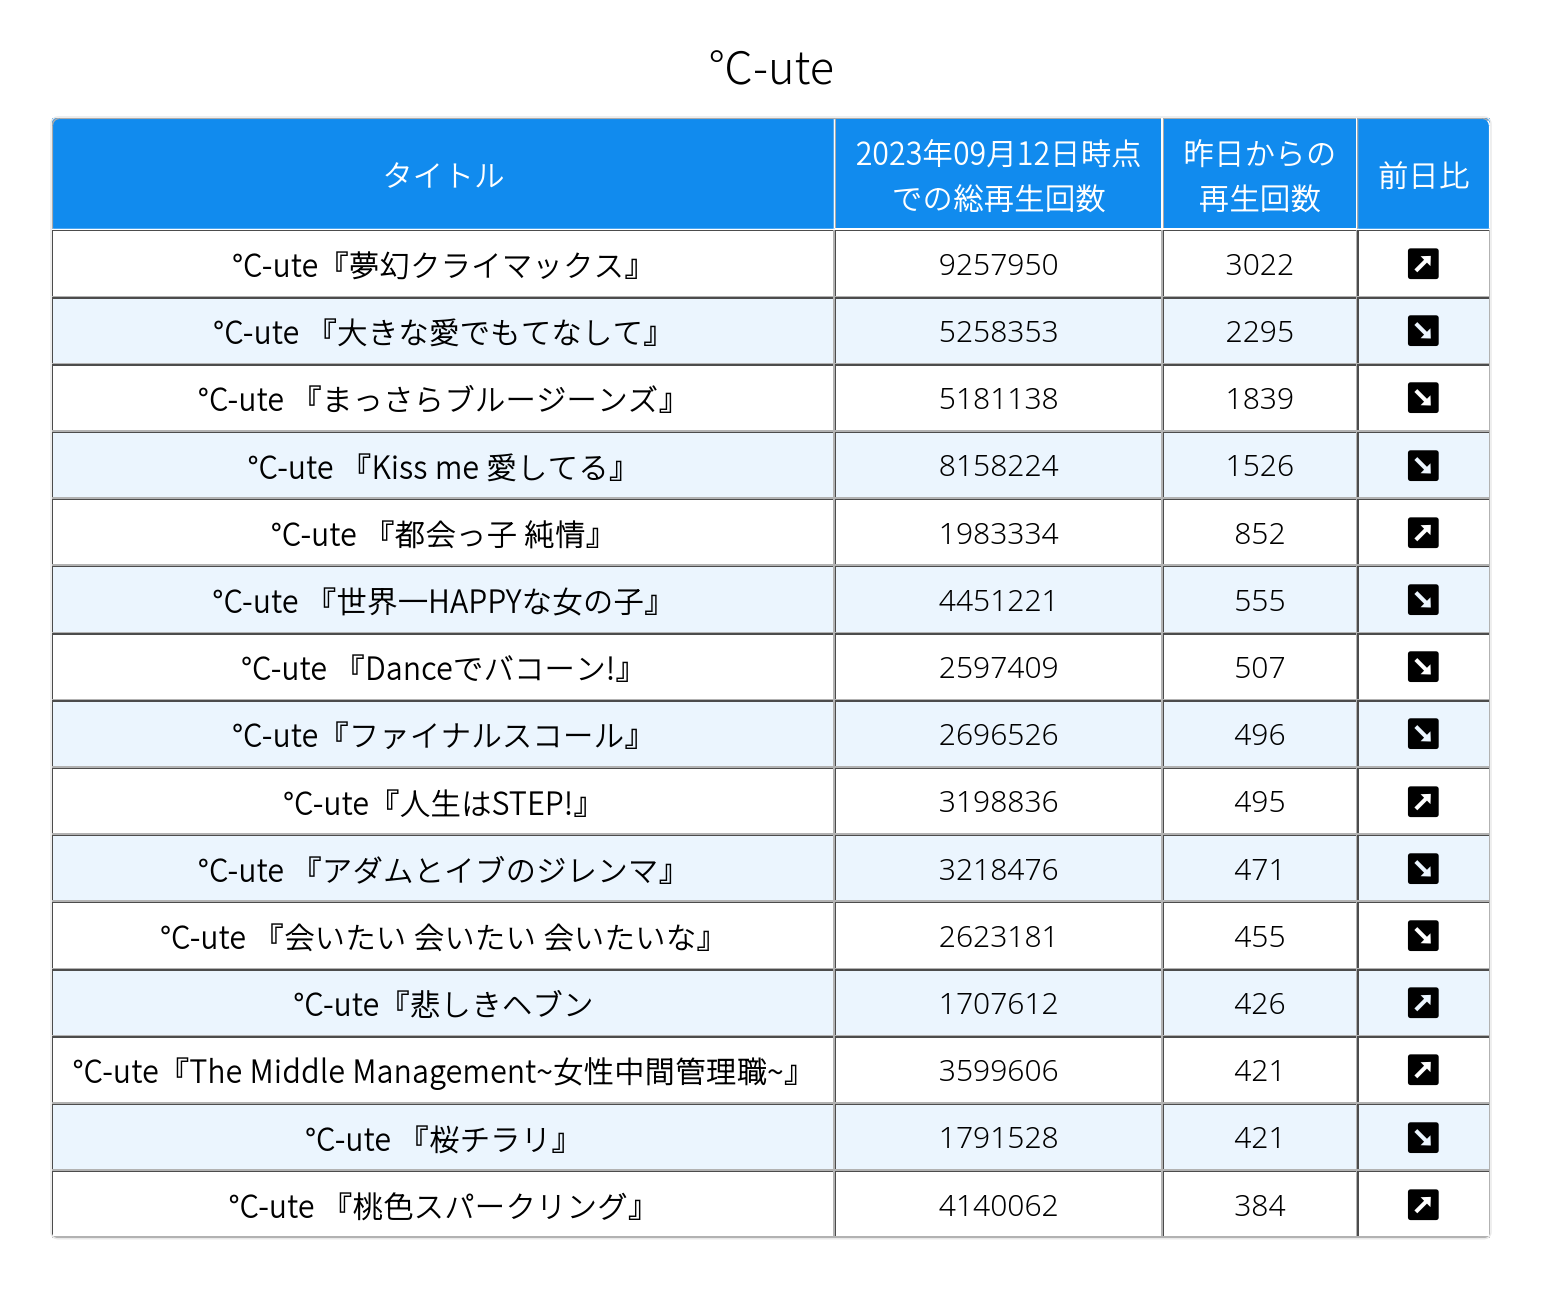 ℃-ute
タイトル
2023年09月12日時点
での総再生回数
昨日からの
再生回数
前日比
℃-ute『夢幻クライマックス』 9257950 3022
℃-ute 『大きな愛でもてなして』 5258353 2295
℃-ute 『まっさらブルージーンズ』 5181138 1839
℃-ute 『Kiss me 愛してる』 8158224 1526
℃-ute 『都会っ子 純情』 1983334 852
℃-ute 『世界一HAPPYな女の子』 4451221 555
℃-ute 『Danceでバコーン!』 2597409 507
℃-ute『ファイナルスコール』 2696526 496
℃-ute『人生はSTEP!』 3198836 495
℃-ute 『アダムとイブのジレンマ』 3218476 471
℃-ute 『会いたい 会いたい 会いたいな』 2623181 455
℃-ute『悲しきヘブン 1707612 426
℃-ute『The Middle Management~女性中間管理職~』 3599606 421
℃-ute 『桜チラリ』 1791528 421
℃-ute 『桃色スパークリング』 4140062 384